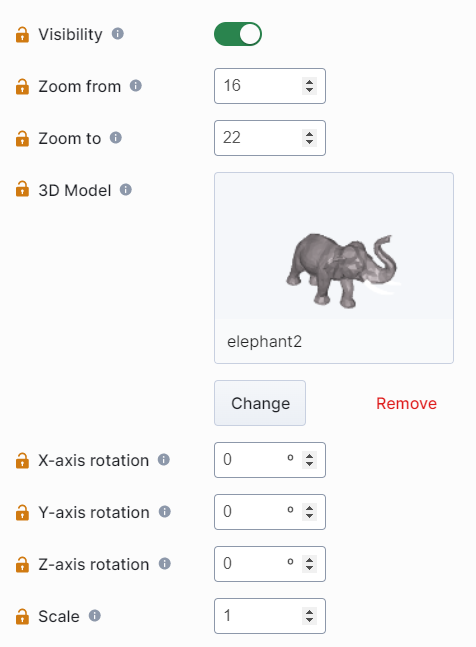 Visibility
Zoom from 16
Zoom to 22
3D Model
elephant2
Change Remove
X-axis rotation 0 º
Y-axis rotation 0 º
Z-axis rotation 0 º
Scale 1